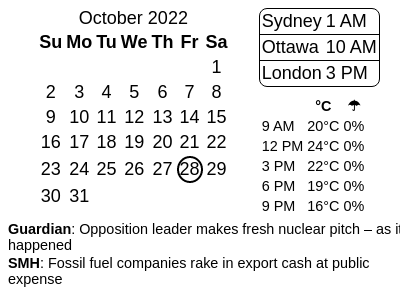 October 2022
Su Mo Tu We Th Fr Sa
1
2 3 4 5 6 7 8
9 10 11 12 13 14 15
16 17 18 19 20 21 22
23 24 25 26 27 28 29
30 31
Sydney 1 AM
Ottawa 10 AM
London 3 PM
°C ☂
9 AM 20°C 0%
12 PM 24°C 0%
3 PM 22°C 0%
6 PM 19°C 0%
9 PM 16°C 0%
Guardian: Opposition leader makes fresh nuclear pitch – as it
happened
SMH: Fossil fuel companies rake in export cash at public
expense